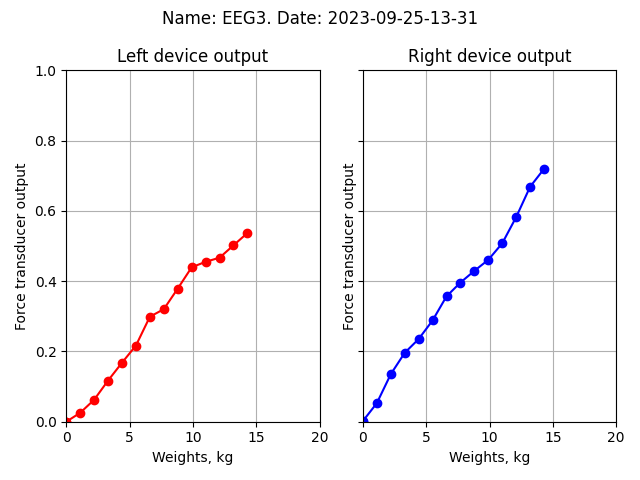 Name: EEG3. Date: 2023-09-25-13-31
Left device output
Right device output
1.0
0.8
0.6
0.4
0.2
0.0
Force transducer output
0 5 10 15 20
Weights, kg
Force transducer output
0 5 10 15 20
Weights, kg